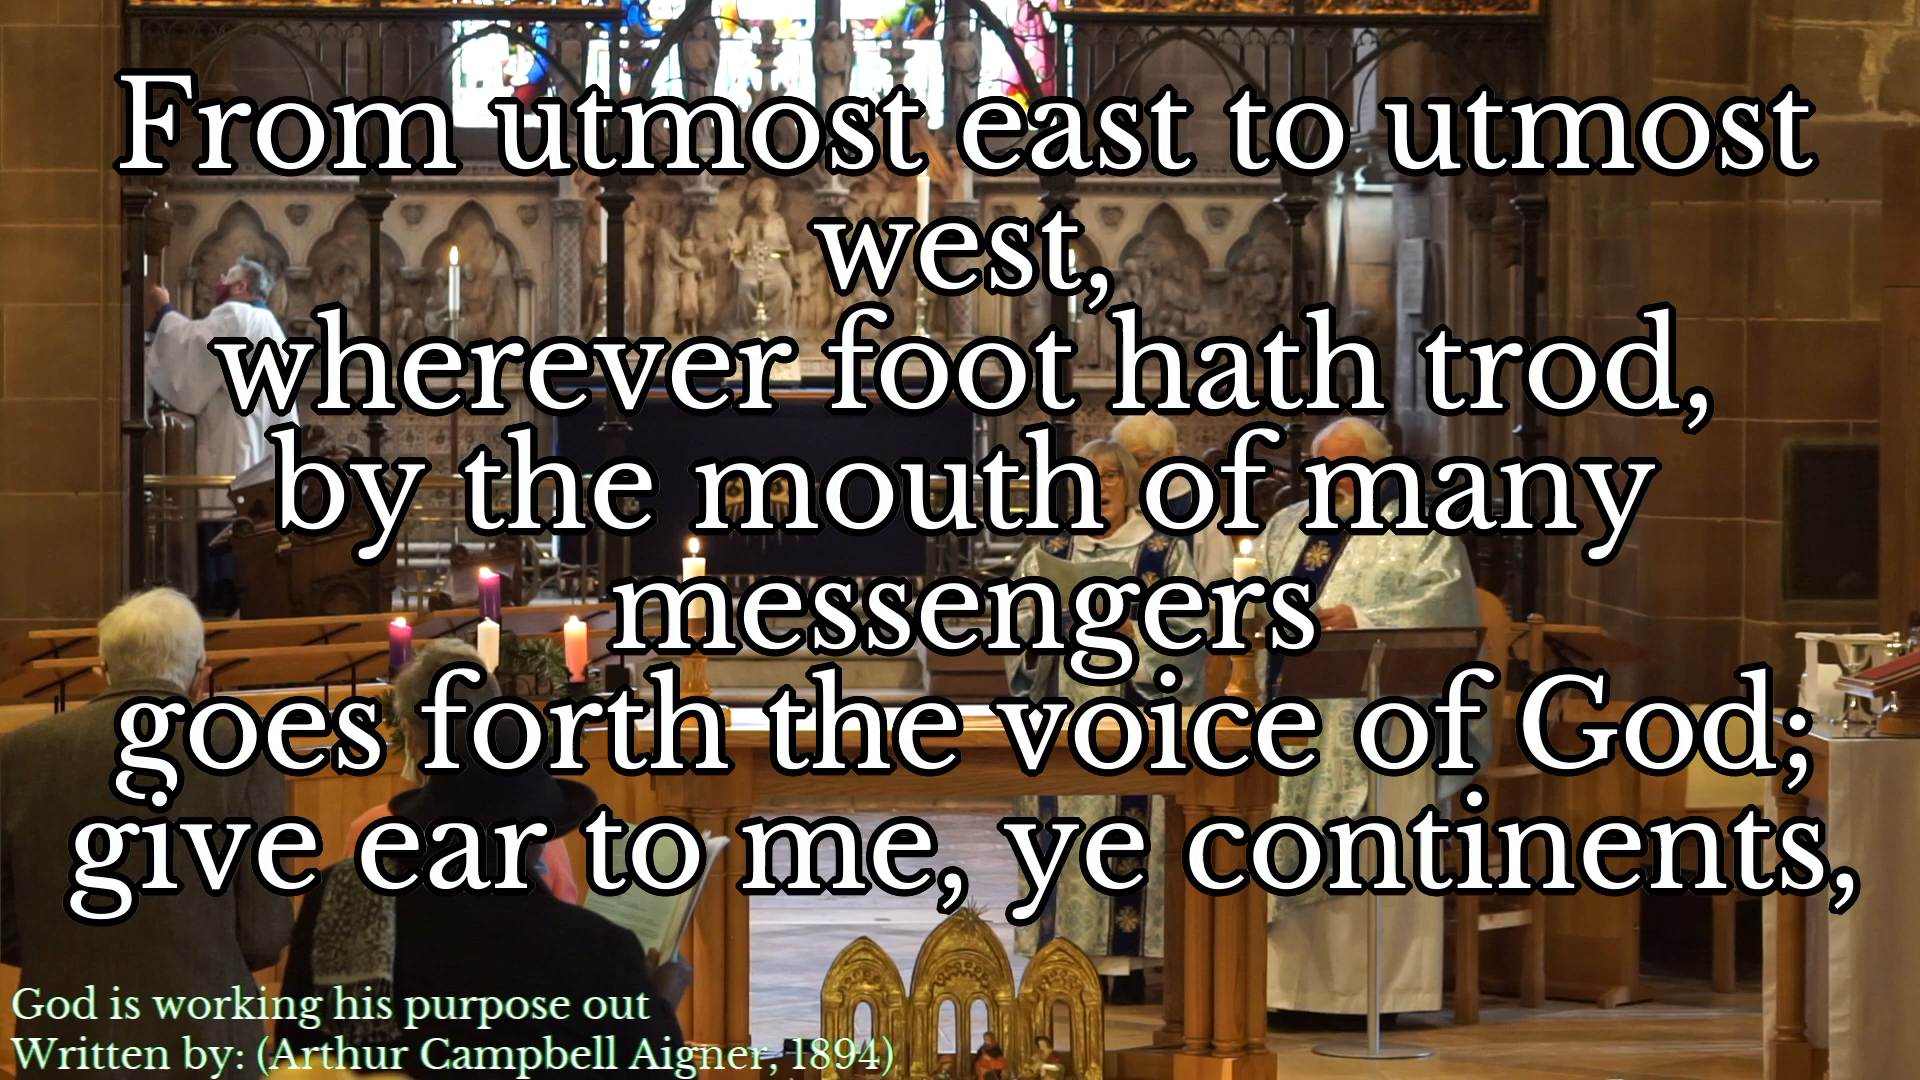 From utmost east to utmost
west,
wherever foot hath trod,
by the mouth of many
messengers
goes forth the voice of God;
give ear to me, ye continents,
God is working his purpose out
Written by: (Arthur Campbell Aigner, 1894)